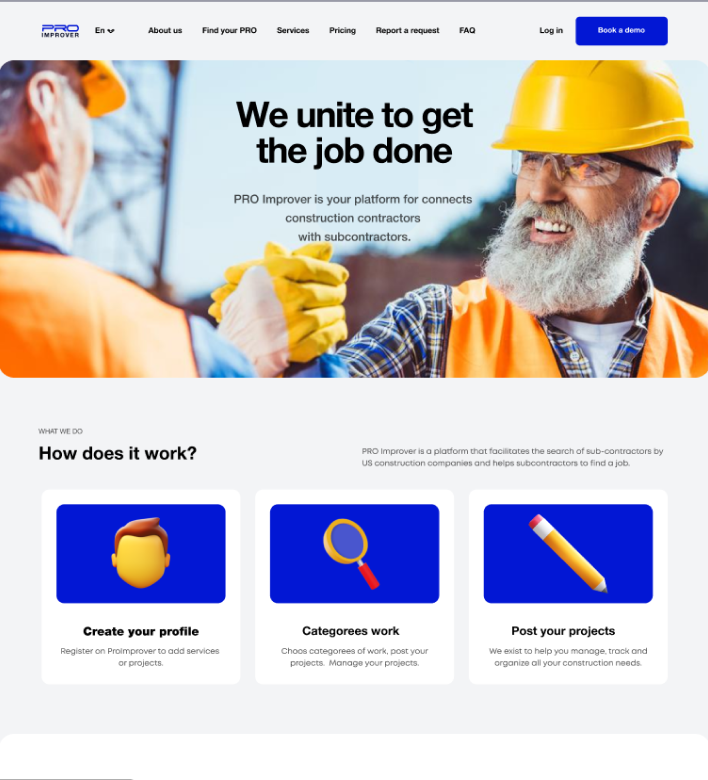 PRO
IMPROVER
En
About us
Find your PRO
Services
Pricing
Report a request
FAQ
Log in
Book a demo
We unite to get
the job done
PRO Improver is your platform for connects
construction contractors
with subcontractors.
WHAT WE DO
How does it work?
PRO Improver is a platform that facilitates the search of sub-contractors by
US construction companies and helps subcontractors to find a job.
Create your profile
Register on ProImprover to add services
or projects.
Categorees work
Choos categorees of work, post your
projects. Manage your projects.
Post your projects
We exist to help you manage, track and
organize all your construction needs.